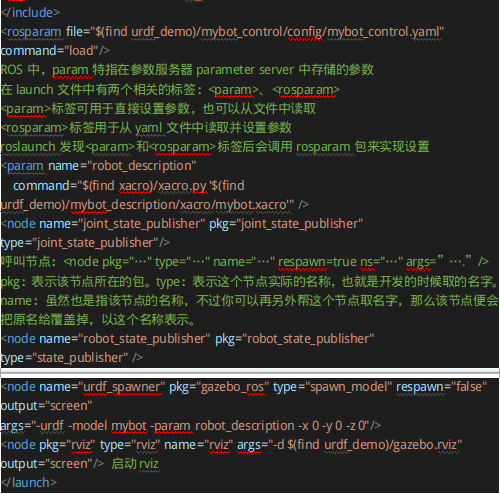 </include>
<rosparam file="$(find urdf_demo)/mybot_control/config/mybot_control.yaml"
command="load"/>
ROS 中，param 特指在参数服务器 parameter server 中存储的参数
在 launch 文件中有两个相关的标签：<param>、<rosparam>
<param>标签可用于直接设置参数，也可以从文件中读取
<rosparam>标签用于从 yaml 文件中读取并设置参数
roslaunch 发现<param>和<rosparam>标签后会调用 rosparam 包来实现设置
<param name="robot_description"
command="$(find xacro)/xacro.py '$(find
urdf_demo)/mybot_description/xacro/mybot.xacro'" />
<node name="joint_state_publisher" pkg="joint_state_publisher"
type="joint_state_publisher"/>
呼叫节点：<node pkg="…" type="…" name="…" respawn=true ns="…" args=”….” />
pkg：表示该节点所在的包。type：表示这个节点实际的名称，也就是开发的时候取的名字。
name：虽然也是指该节点的名称，不过你可以再另外帮这个节点取名字，那么该节点便会
把原名给覆盖掉，以这个名称表示。
<node name="robot_state_publisher" pkg="robot_state_publisher"
type="state_publisher" />
<node name="urdf_spawner" pkg="gazebo_ros" type="spawn_model" respawn="false"
output="screen"
args="-urdf -model mybot -param robot_description -x 0 -y 0 -z 0"/>
<node pkg="rviz" type="rviz" name="rviz" args="-d $(find urdf_demo)/gazebo.rviz"
output="screen"/> 启动 rviz
</launch>